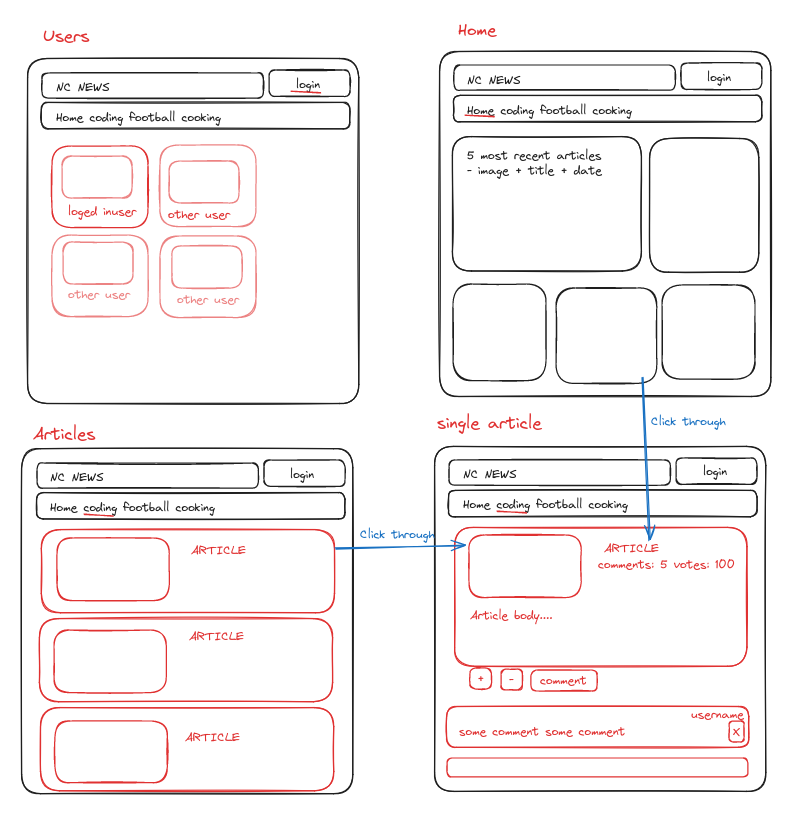 Users
NC NEWS
login
Home coding football cooking
loged inuser
other user
other user
other user
Home
NC NEWS
login
Home coding football cooking
5 most recent articles
- image + title + date
Click through
Articles
NC NEWS
login
Home coding football cooking
ARTICLE
ARTICLE
ARTICLE
Click through
single article
NC NEWS
login
Home coding football cooking
ARTICLE
comments: 5 votes: 100
Article body....
+
-
comment
username
some comment some comment
X